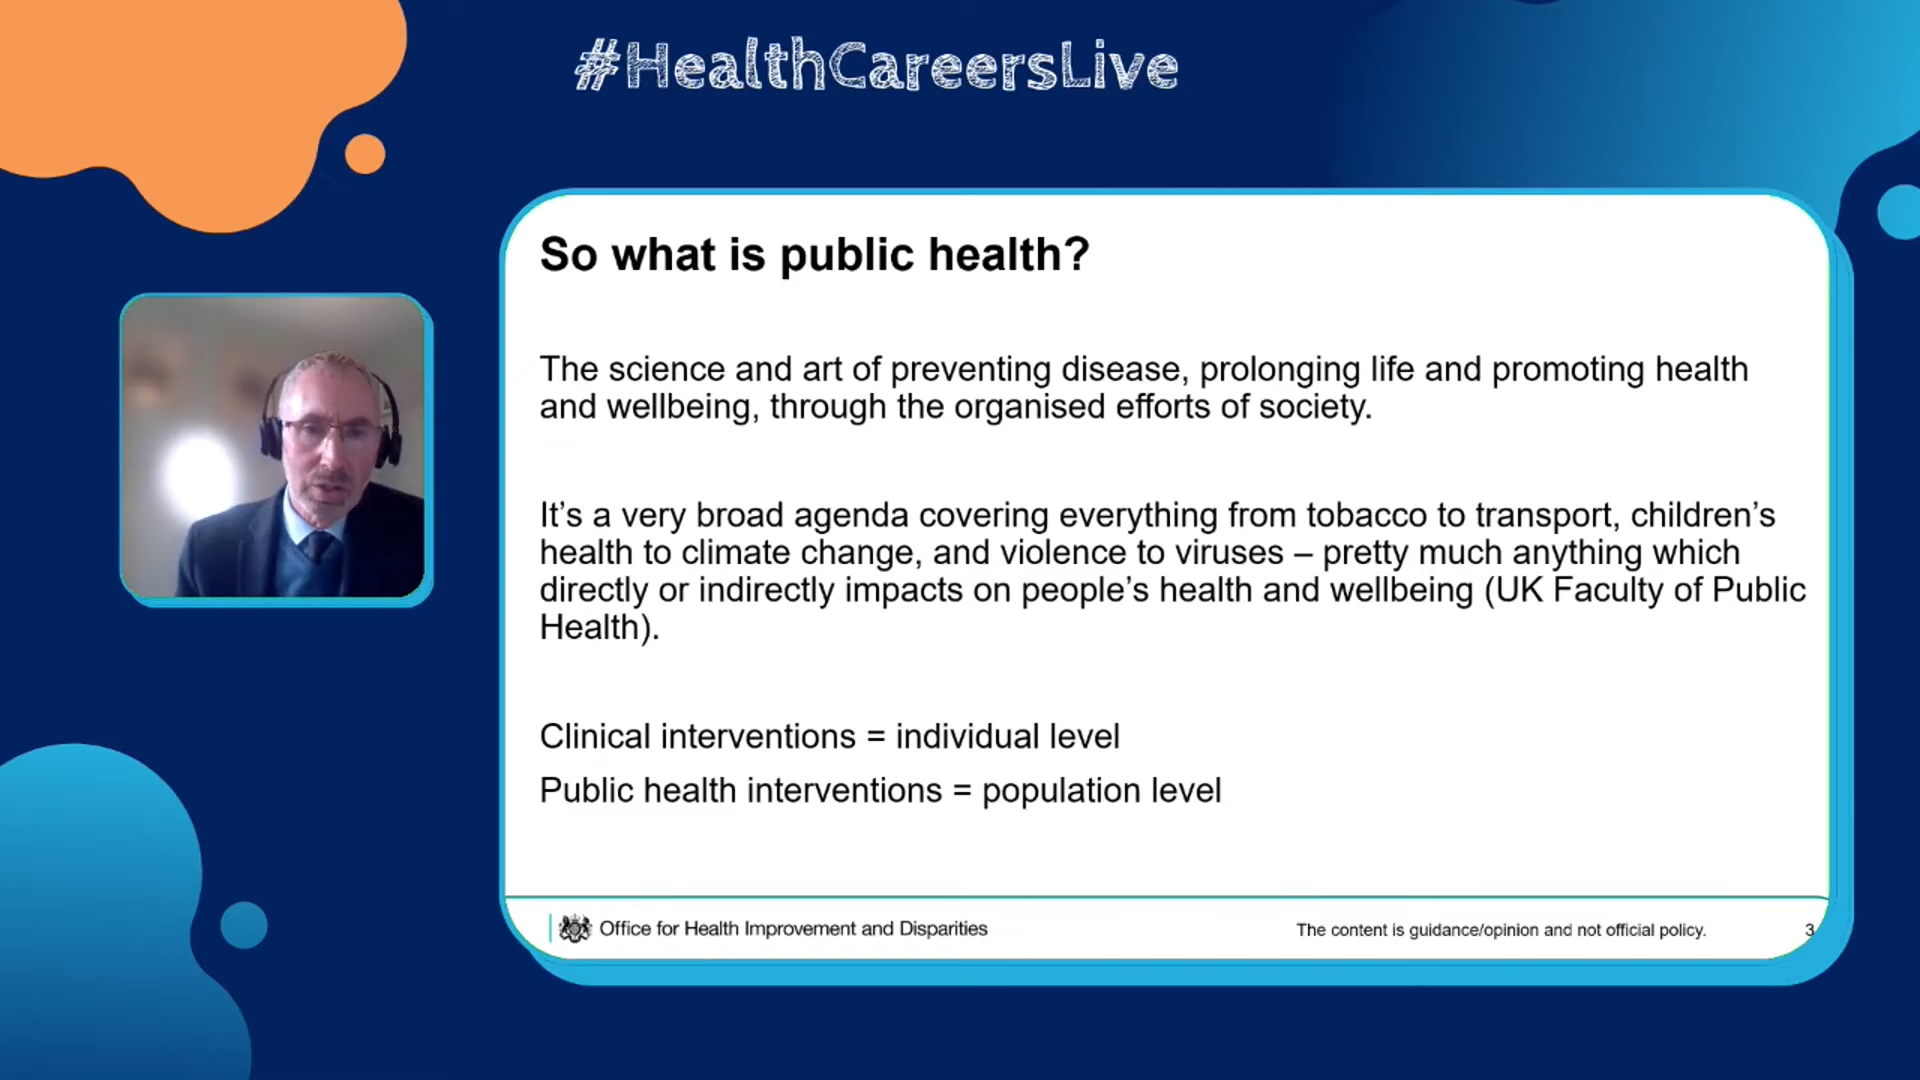 #HealthCareersLive
So what is public health?
The science and art of preventing disease, prolonging life and promoting health
and wellbeing, through the organised efforts of society.
It’s a very broad agenda covering everything from tobacco to transport, children’s
health to climate change, and violence to viruses – pretty much anything which
directly or indirectly impacts on people’s health and wellbeing (UK Faculty of Public
Health).
Clinical interventions = individual level
Public health interventions = population level
Office for Health Improvement and Disparities
The content is guidance/opinion and not official policy.
3